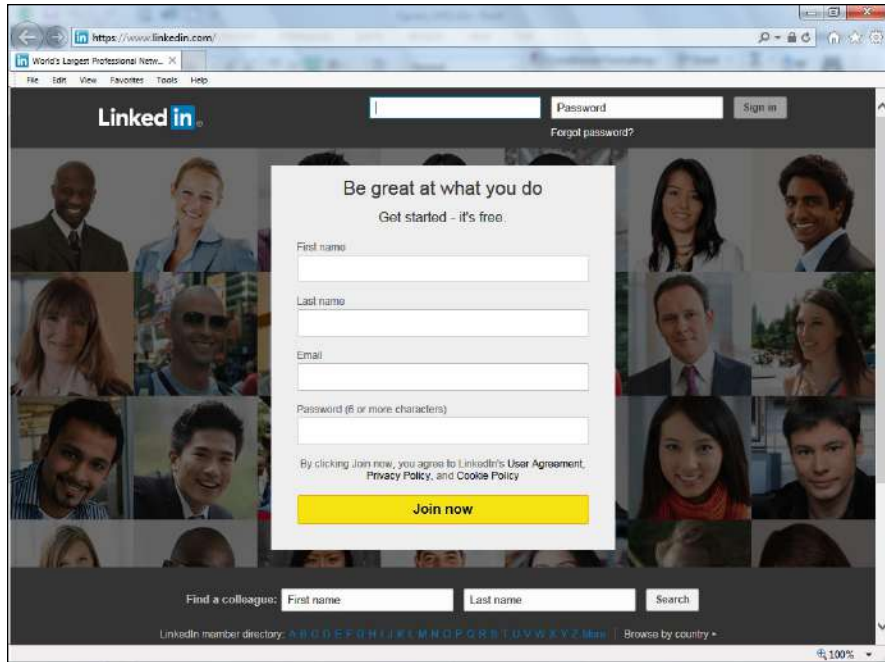 https://www.linkedin.com/
World's Largest Professional Netw...
File Edit View Favorites Tools Help
Linked in
Password Sign in
Forgot password?
Be great at what you do
Get started - it's free.
First name
Last name
Email
Password (6 or more characters)
By clicking Join now, you agree to LinkedIn's User Agreement,
Privacy Policy, and Cookie Policy
Join now
Find a colleague: First name Last name Search
LinkedIn member directory: A B C D E F G H I J K L M N O P Q R S T U V W X Y Z More Browse by country
100%